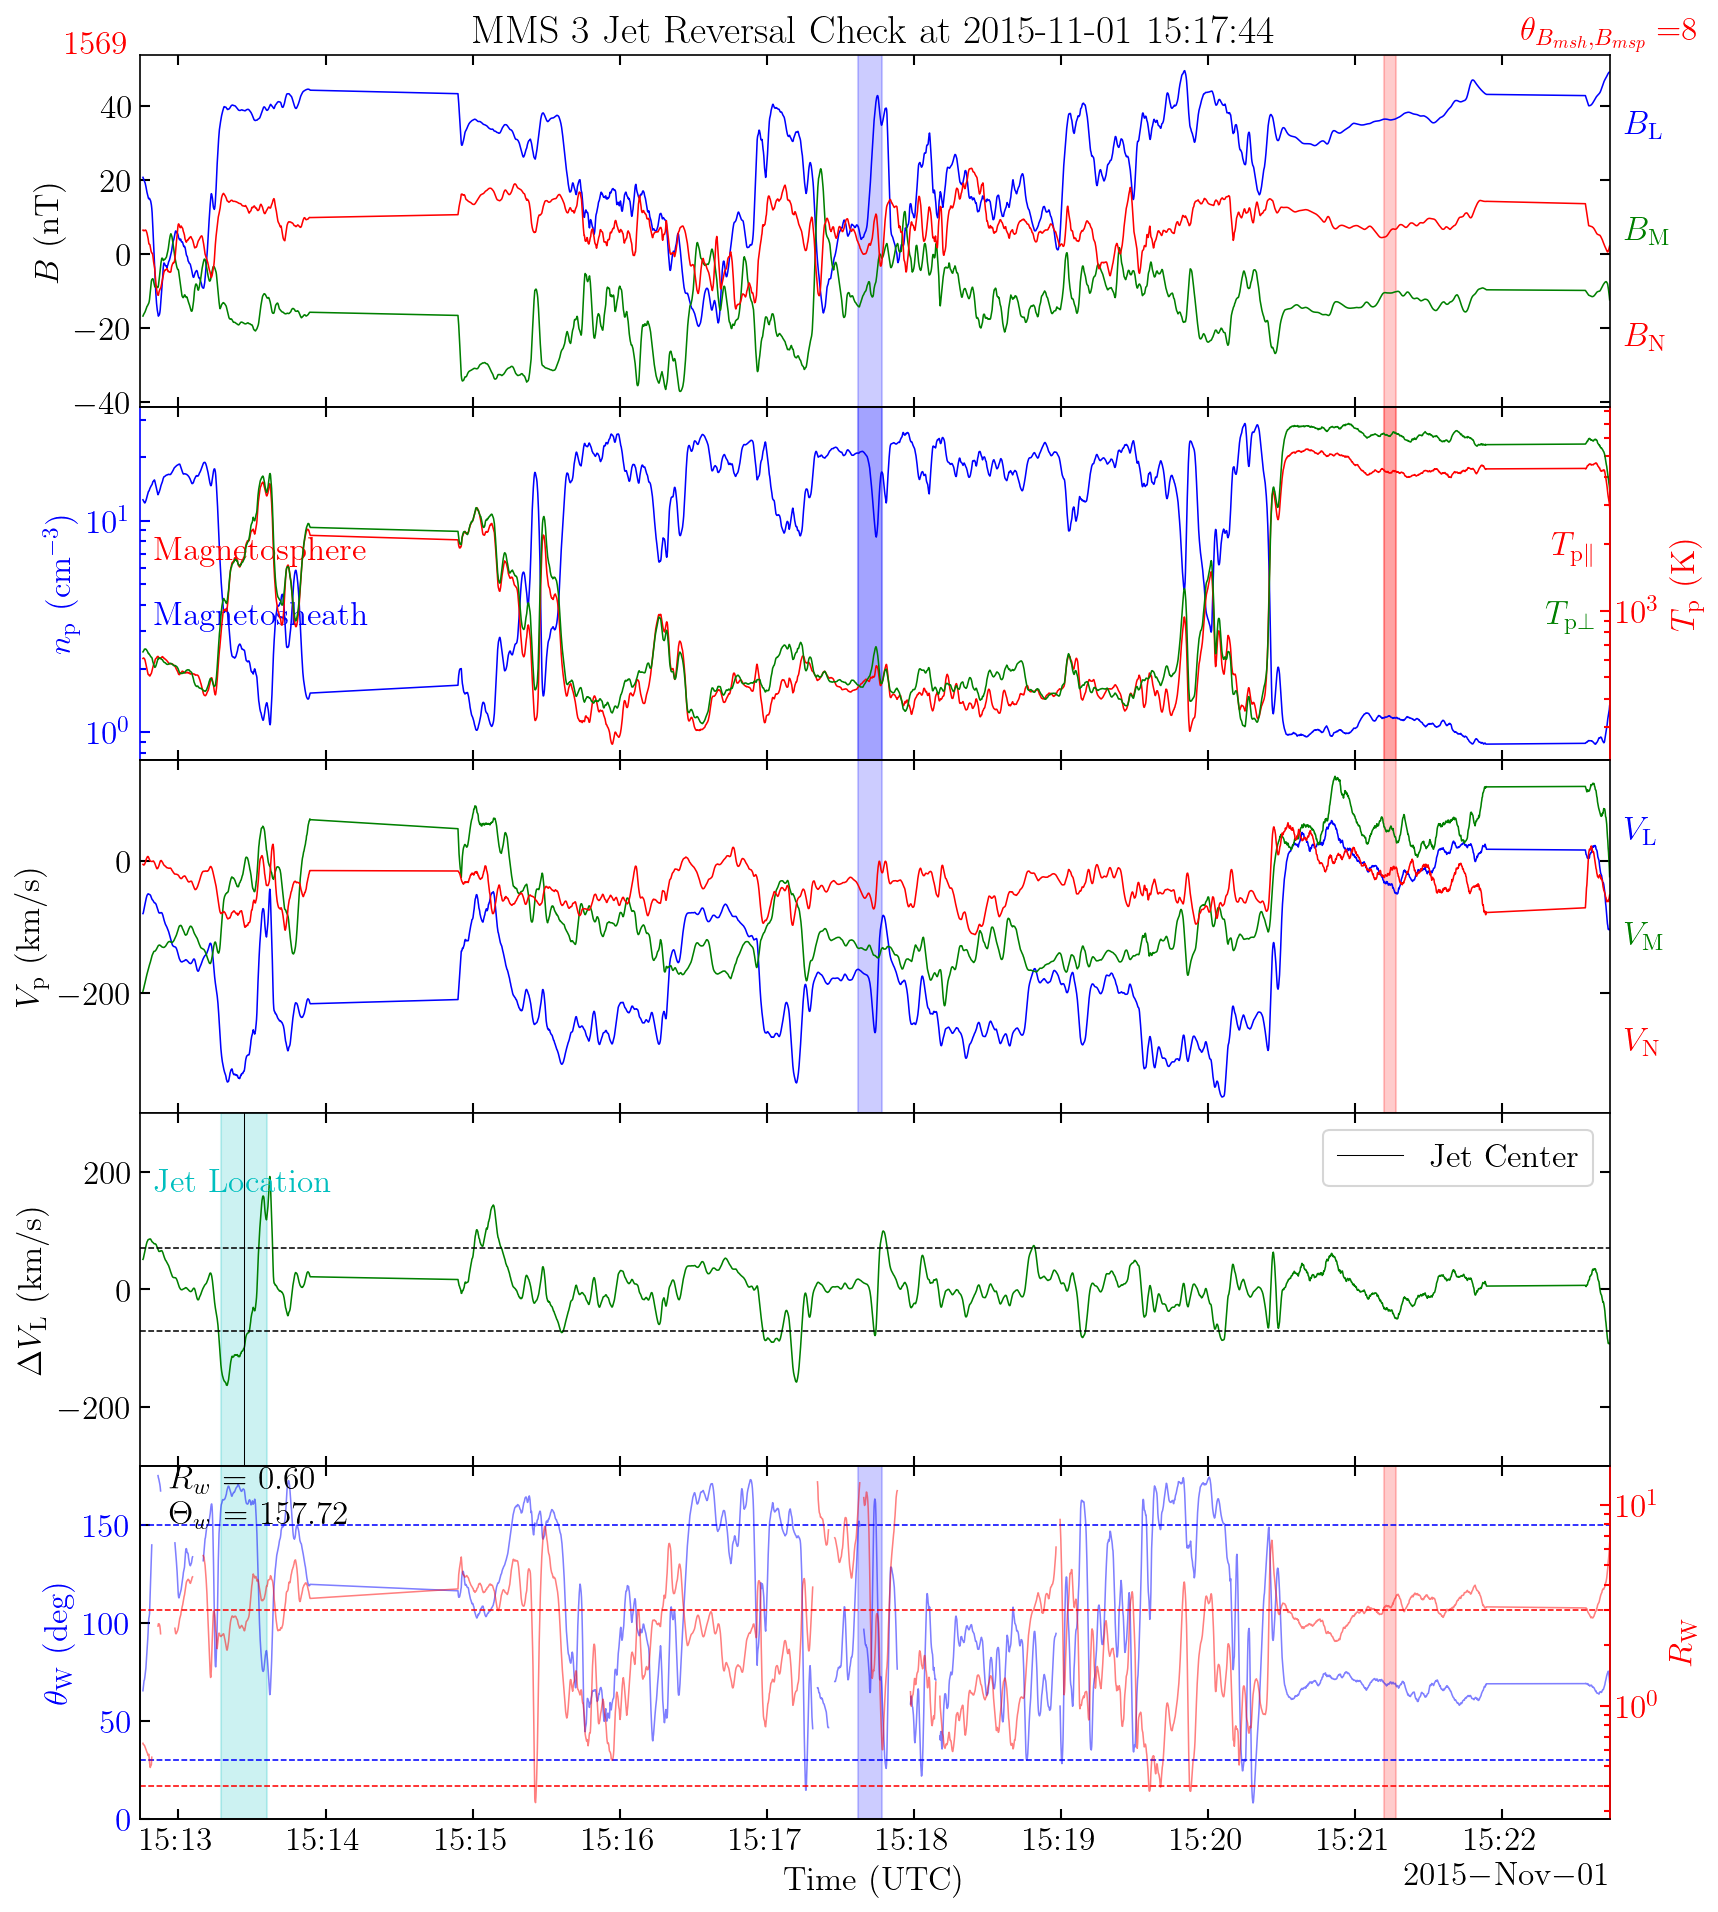 MMS 3 Jet Reversal Check at 2015-11-01 15:17:44
1569
θ_{B_{msh}, B_{msp}} =8
B (nT)
40
20
0
−20
−40
B_L
B_M
B_N
n_p (cm^{−3})
10^1
10^0
Magnetosphere
Magnetosheath
T_{p∥}
T_{p⊥}
10^3
T_p (K)
V_p (km/s)
0
−200
V_L
V_M
V_N
ΔV_L (km/s)
200
0
−200
Jet Location
Jet Center
R_w = 0.60
Θ_w = 157.72
θ_W (deg)
150
100
50
0
10^1
10^0
R_W
15:13 15:14 15:15 15:16 15:17 15:18 15:19 15:20 15:21 15:22
Time (UTC)
2015−Nov−01